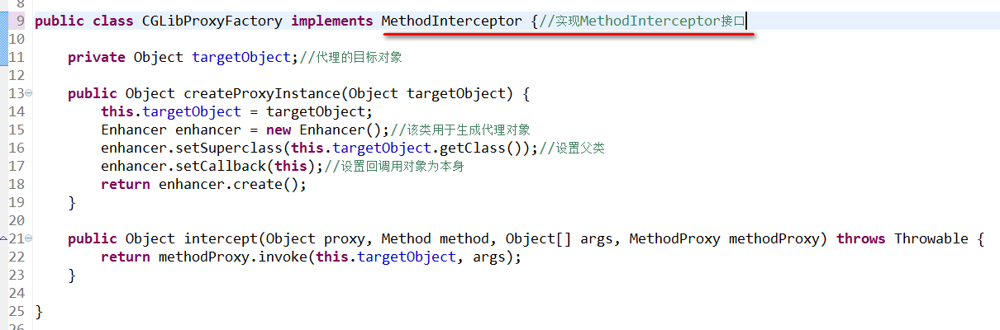 8
9 public class CGLibProxyFactory implements MethodInterceptor {//实现MethodInterceptor接口
10
11     private Object targetObject;//代理的目标对象
12
13     public Object createProxyInstance(Object targetObject) {
14         this.targetObject = targetObject;
15         Enhancer enhancer = new Enhancer();//该类用于生成代理对象
16         enhancer.setSuperclass(this.targetObject.getClass());//设置父类
17         enhancer.setCallback(this);//设置回调用对象为本身
18         return enhancer.create();
19     }
20
21     public Object intercept(Object proxy, Method method, Object[] args, MethodProxy methodProxy) throws Throwable {
22         return methodProxy.invoke(this.targetObject, args);
23     }
24
25 }
26